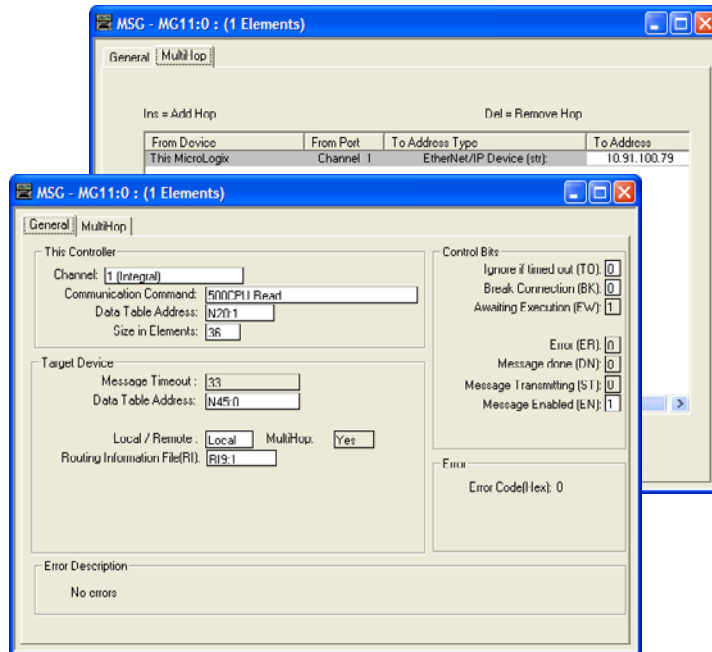 MSG - MG11:0 : (1 Elements)
General MultiHop
Ins = Add Hop Del = Remove Hop
From Device From Port To Address Type To Address
This MicroLogix Channel 1 EtherNet/IP Device (str): 10.91.100.79
MSG - MG11:0 : (1 Elements)
General MultiHop
This Controller
Channel: 1 (Integral)
Communication Command: 500CPU Read
Data Table Address: N20:1
Size in Elements: 36
Target Device
Message Timeout : 33
Data Table Address: N45:0
Local / Remote : Local MultiHop: Yes
Routing Information File(RI): RI9:1
Control Bits
Ignore if timed out (TO): 0
Break Connection (BK): 0
Awaiting Execution (EW): 1
Error (ER): 0
Message done (DN): 0
Message Transmitting (ST): 0
Message Enabled (EN): 1
Error
Error Code(Hex): 0
Error Description
No errors